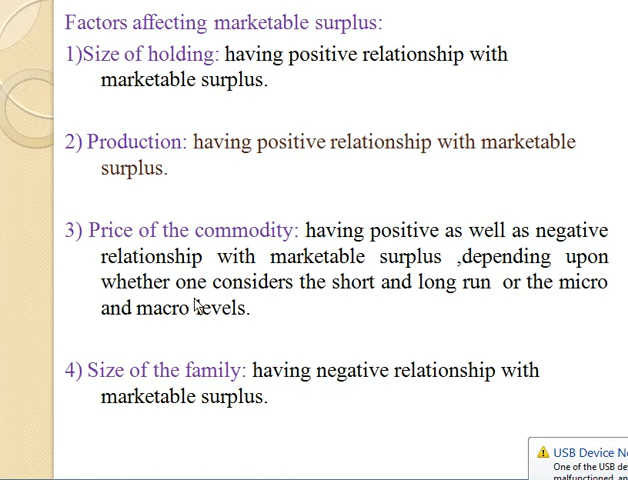 Factors affecting marketable surplus:
1)Size of holding: having positive relationship with
marketable surplus.
2) Production: having positive relationship with marketable
surplus.
3) Price of the commodity: having positive as well as negative
relationship with marketable surplus ,depending upon
whether one considers the short and long run or the micro
and macro levels.
4) Size of the family: having negative relationship with
marketable surplus.
USB Device
One of the USB
malfunctioned,